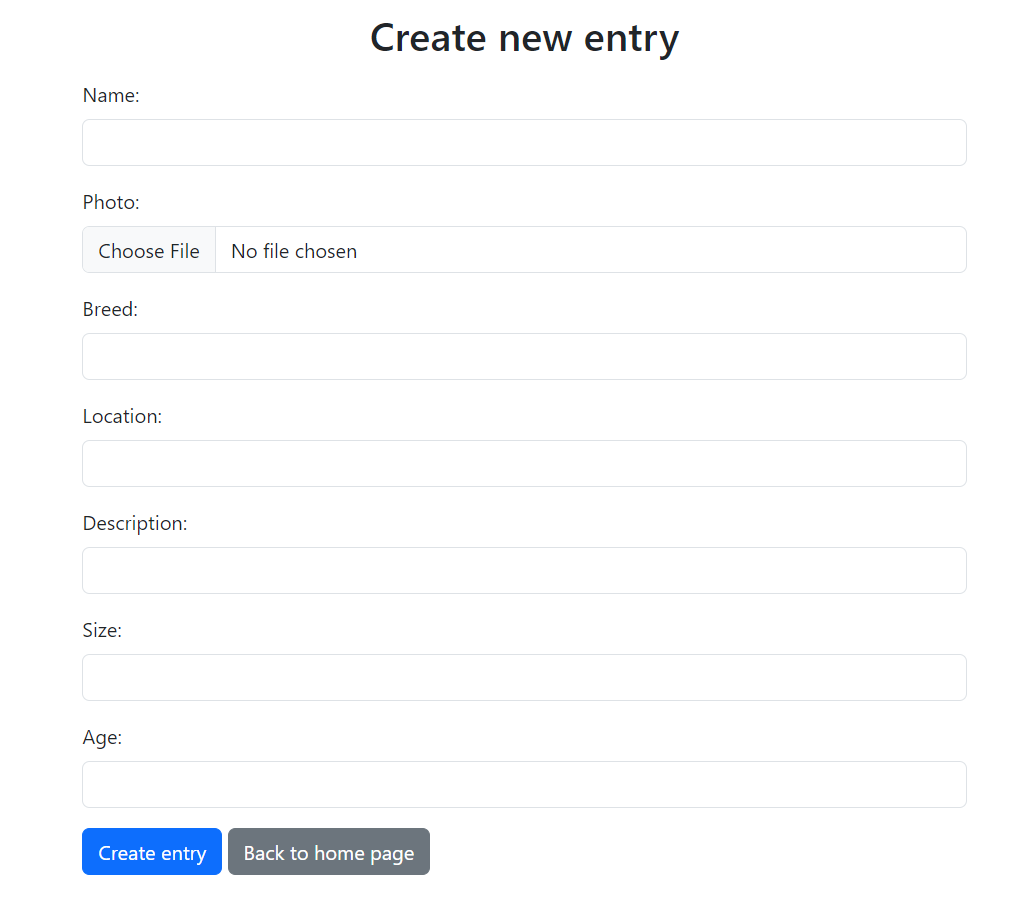 Create new entry
Name:
Photo:
Choose File No file chosen
Breed:
Location:
Description:
Size:
Age:
Create entry Back to home page